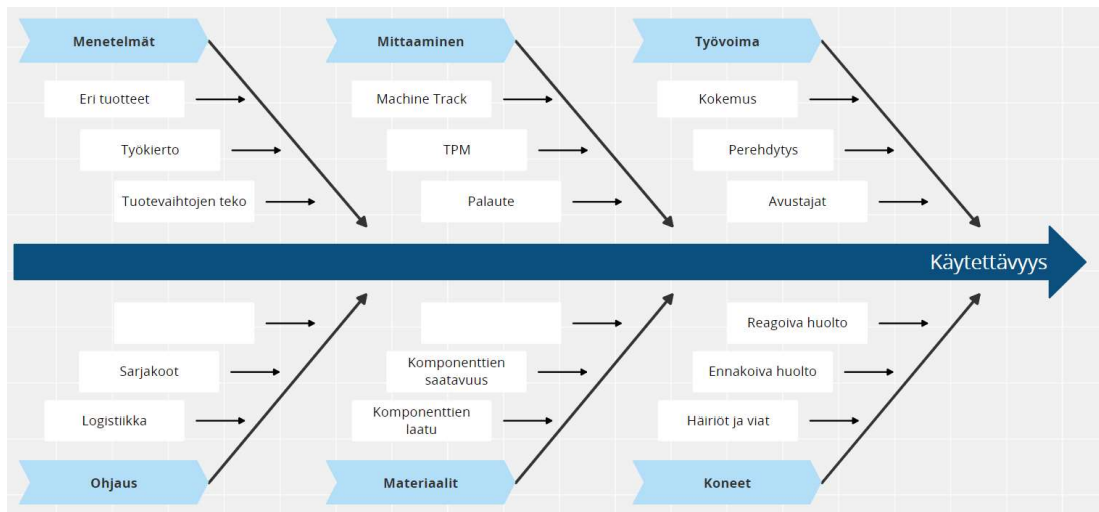 Menetelmät
Mittaaminen
Työvoima
Eri tuotteet
Machine Track
Kokemus
Työkierto
TPM
Perehdytys
Tuotevaihtojen teko
Palaute
Avustajat
Käytettävyys
Reagoiva huolto
Sarjakoot
Komponenttien
saatavuus
Ennakoiva huolto
Logistiikka
Komponenttien
laatu
Häiriöt ja viat
Ohjaus
Materiaalit
Koneet